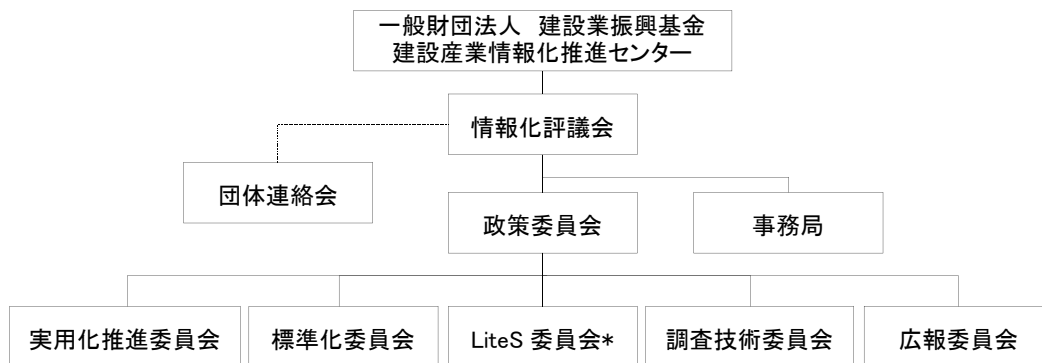 一般財団法人　建設業振興基金
建設産業情報化推進センター
情報化評議会
団体連絡会
政策委員会
事務局
実用化推進委員会
標準化委員会
LiteS 委員会*
調査技術委員会
広報委員会